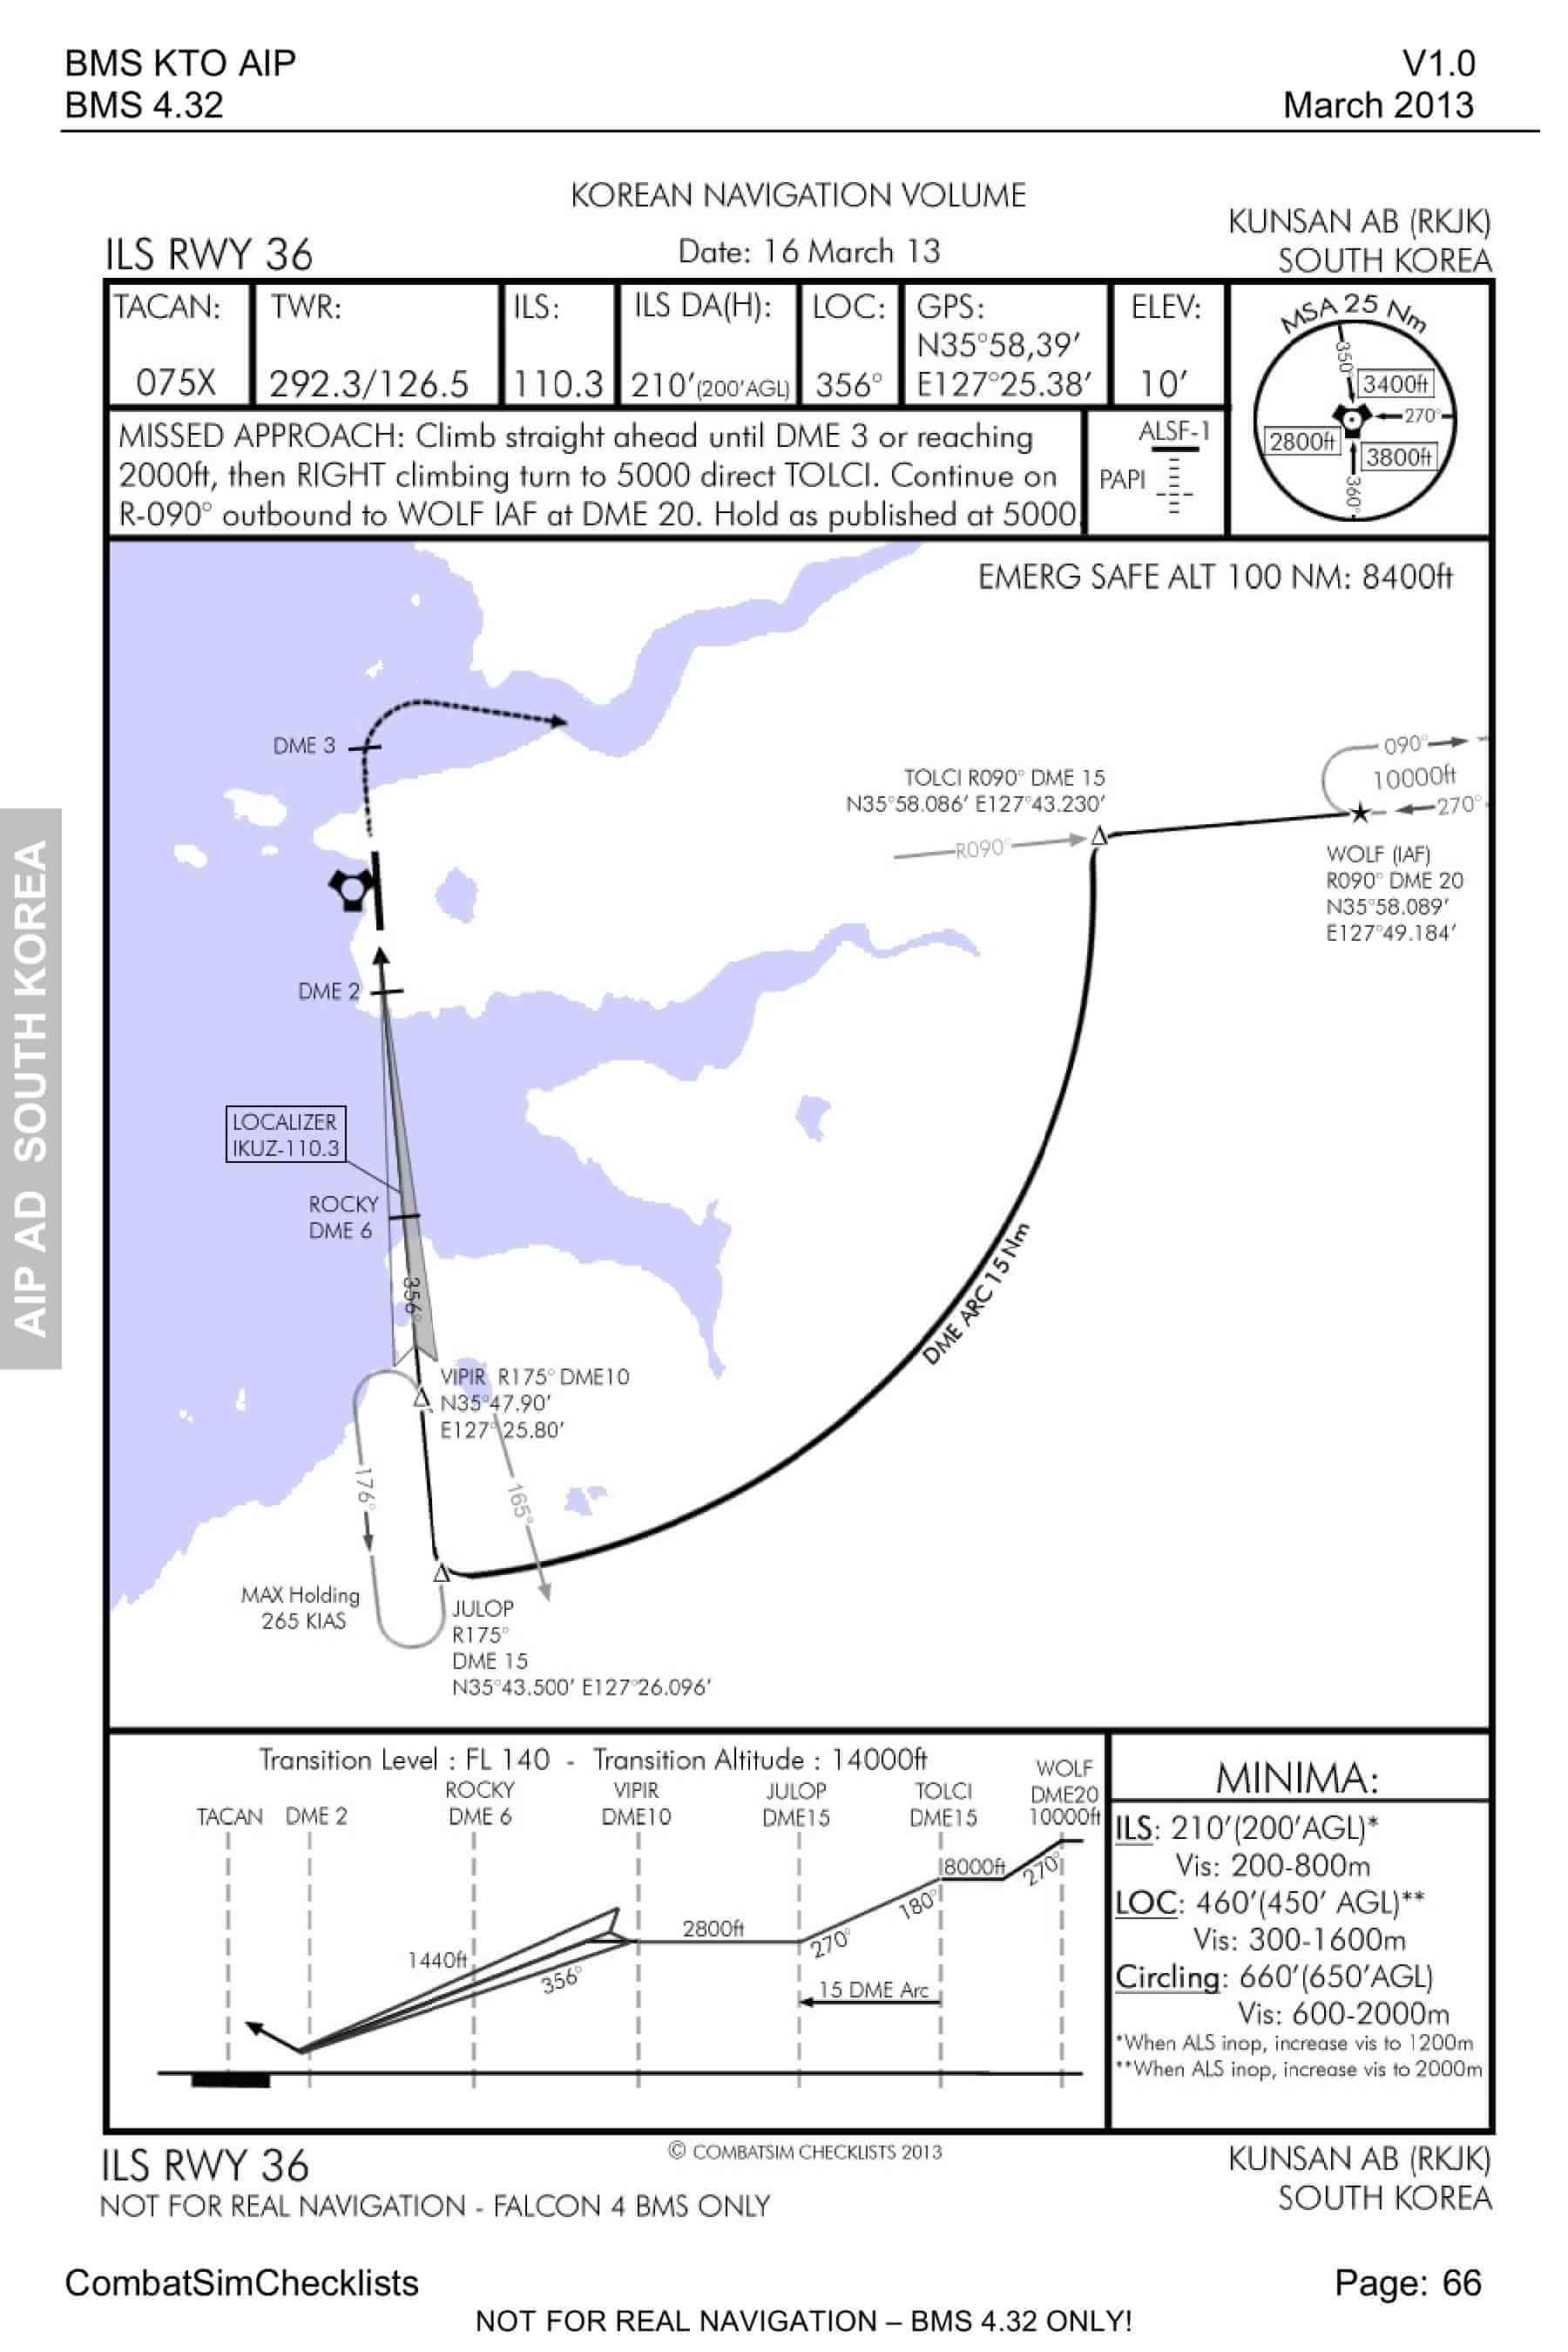 BMS KTO AIP
V1.0
BMS 4.32
March 2013
KOREAN NAVIGATION VOLUME
ILS RWY 36
Date: 16 March 13
KUNSAN AB (RKJK)
SOUTH KOREA
TACAN:
075X
TWR:
292.3/126.5
ILS:
110.3
ILS DA(H):
210′(200′AGL)
LOC:
356°
GPS:
N35°58,39′
E127°25.38′
ELEV:
10′
MSA 25 Nm
350°
3400ft
270°
2800ft
3800ft
360°
MISSED APPROACH: Climb straight ahead until DME 3 or reaching
2000ft, then RIGHT climbing turn to 5000 direct TOLCI. Continue on
R-090° outbound to WOLF IAF at DME 20. Hold as published at 5000
ALSF-1
PAPI
EMERG SAFE ALT 100 NM: 8400ft
DME 3
090°
10000ft
270°
TOLCI R090° DME 15
N35°58.086′ E127°43.230′
R090°
WOLF (IAF)
R090° DME 20
N35°58.089′
E127°49.184′
DME 2
LOCALIZER
IKUZ-110.3
ROCKY
DME 6
356°
DME ARC 15 Nm
VIPIR R175° DME10
N35°47.90′
E127°25.80′
176°
165°
MAX Holding
265 KIAS
JULOP
R175°
DME 15
N35°43.500′ E127°26.096′
AIP AD SOUTH KOREA
Transition Level : FL 140 - Transition Altitude : 14000ft
TACAN
DME 2
ROCKY
DME 6
VIPIR
DME10
JULOP
DME15
TOLCI
DME15
WOLF
DME20
10000ft
8000ft
270°
180°
270°
2800ft
1440ft
356°
15 DME Arc
MINIMA:
ILS: 210′(200′AGL)*
Vis: 200-800m
LOC: 460′(450′ AGL)**
Vis: 300-1600m
Circling: 660′(650′AGL)
Vis: 600-2000m
*When ALS inop, increase vis to 1200m
**When ALS inop, increase vis to 2000m
ILS RWY 36
© COMBATSIM CHECKLISTS 2013
KUNSAN AB (RKJK)
NOT FOR REAL NAVIGATION - FALCON 4 BMS ONLY
SOUTH KOREA
CombatSimChecklists
Page: 66
NOT FOR REAL NAVIGATION – BMS 4.32 ONLY!